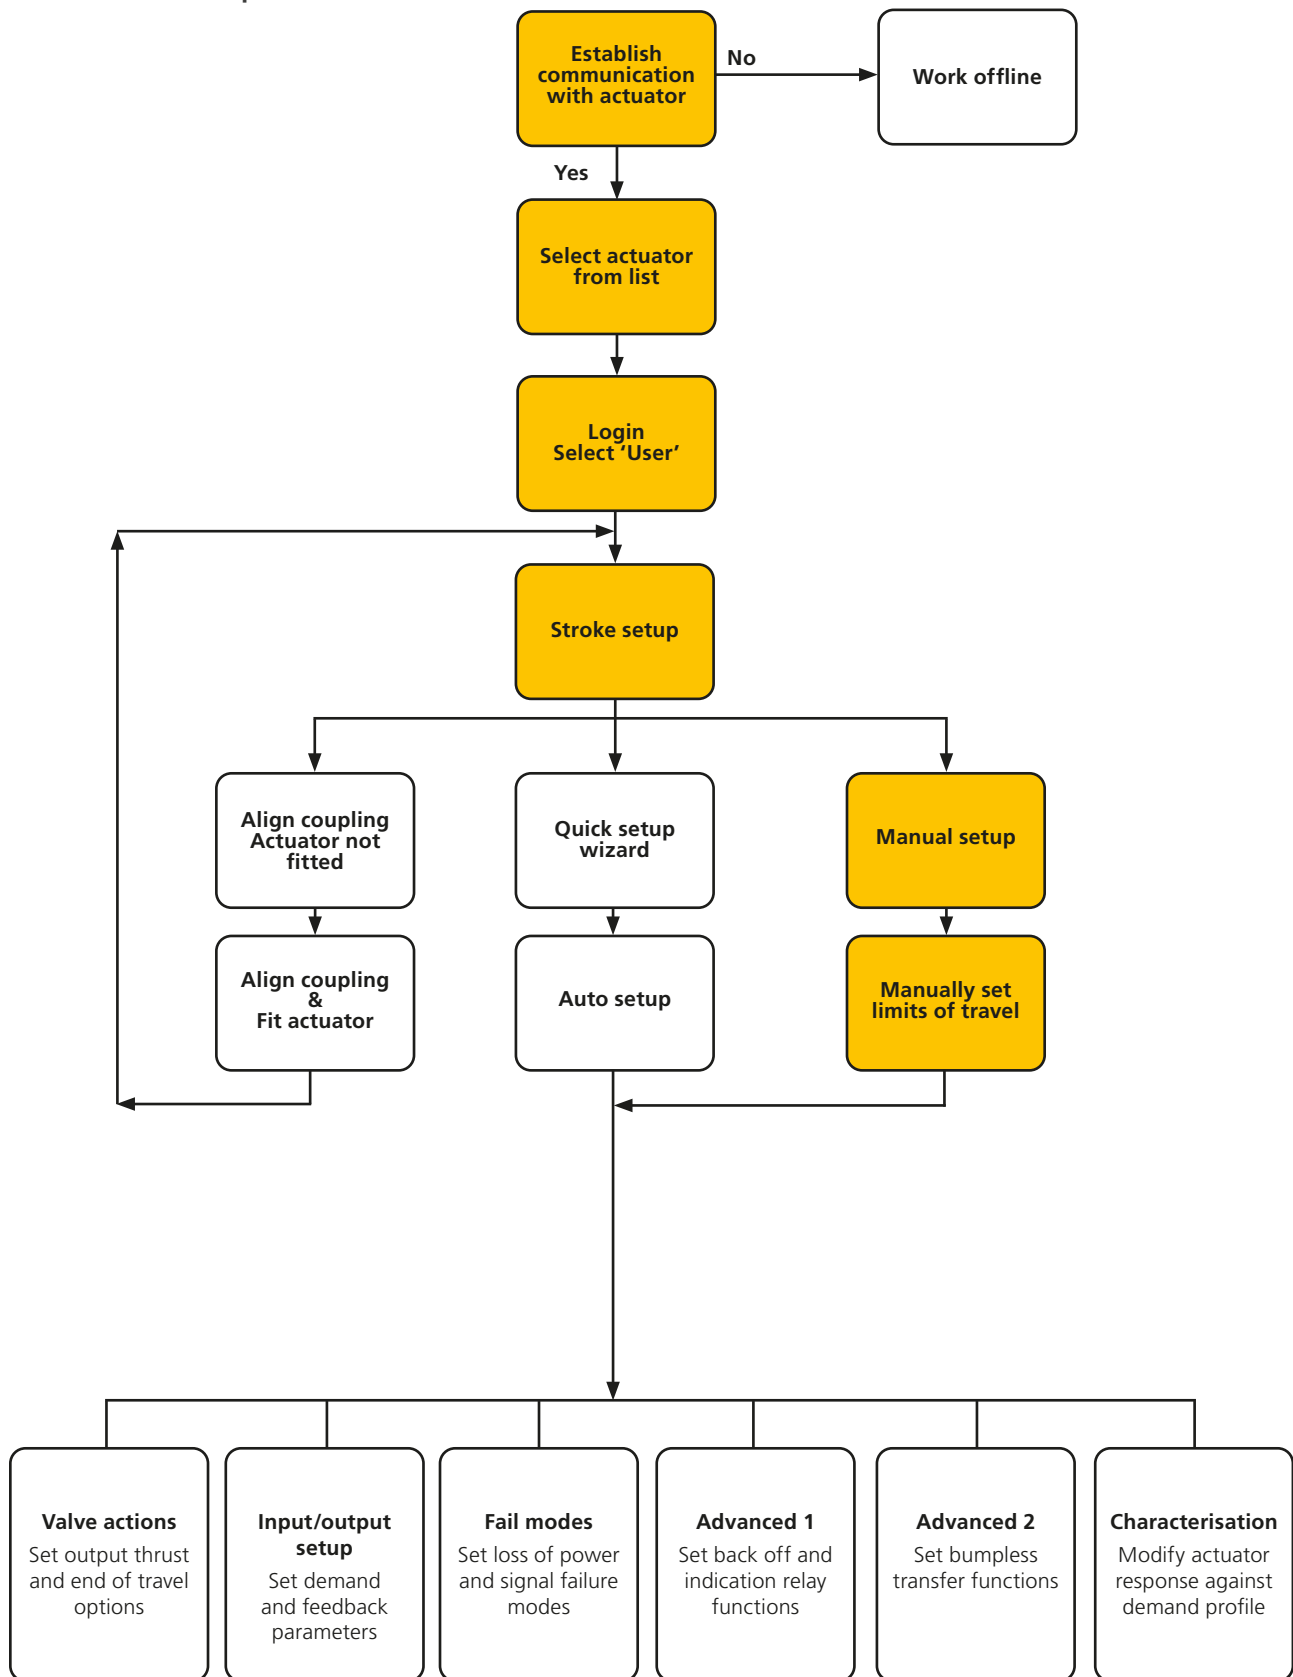 Establish
communication
with actuator
No
Work offline
Yes
Select actuator
from list
Login
Select ‘User’
Stroke setup
Align coupling
Actuator not
fitted
Quick setup
wizard
Manual setup
Align coupling
&
Fit actuator
Auto setup
Manually set
limits of travel
Valve actions
Set output thrust
and end of travel
options
Input/output
setup
Set demand
and feedback
parameters
Fail modes
Set loss of power
and signal failure
modes
Advanced 1
Set back off and
indication relay
functions
Advanced 2
Set bumpless
transfer functions
Characterisation
Modify actuator
response against
demand profile